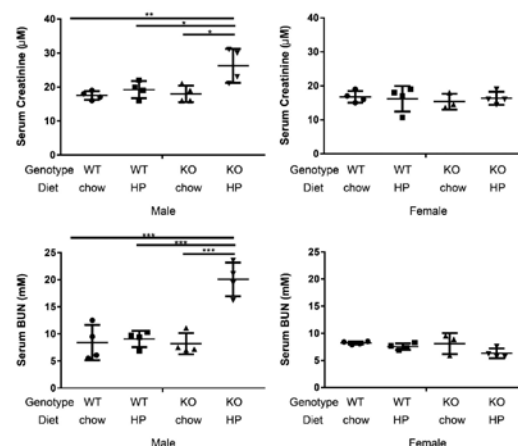 **
*
*
Serum Creatinine (µM)
40
30
20
10
0
Genotype WT WT KO KO
Diet chow HP chow HP
Male
Serum Creatinine (µM)
40
30
20
10
0
Genotype WT WT KO KO
Diet chow HP chow HP
Female
***
***
***
Serum BUN (mM)
25
20
15
10
5
0
Genotype WT WT KO KO
Diet chow HP chow HP
Male
Serum BUN (mM)
25
20
15
10
5
0
Genotype WT WT KO KO
Diet chow HP chow HP
Female